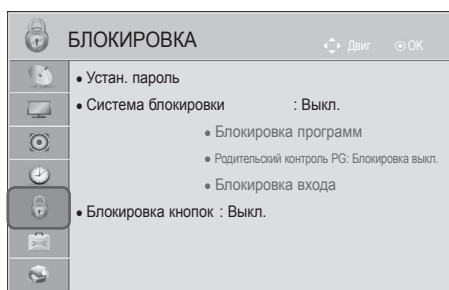 БЛОКИРОВКА
Двиг OK
● Устан. пароль
● Система блокировки : Выкл.
● Блокировка программ
● Родительский контроль PG: Блокировка выкл.
● Блокировка входа
● Блокировка кнопок : Выкл.